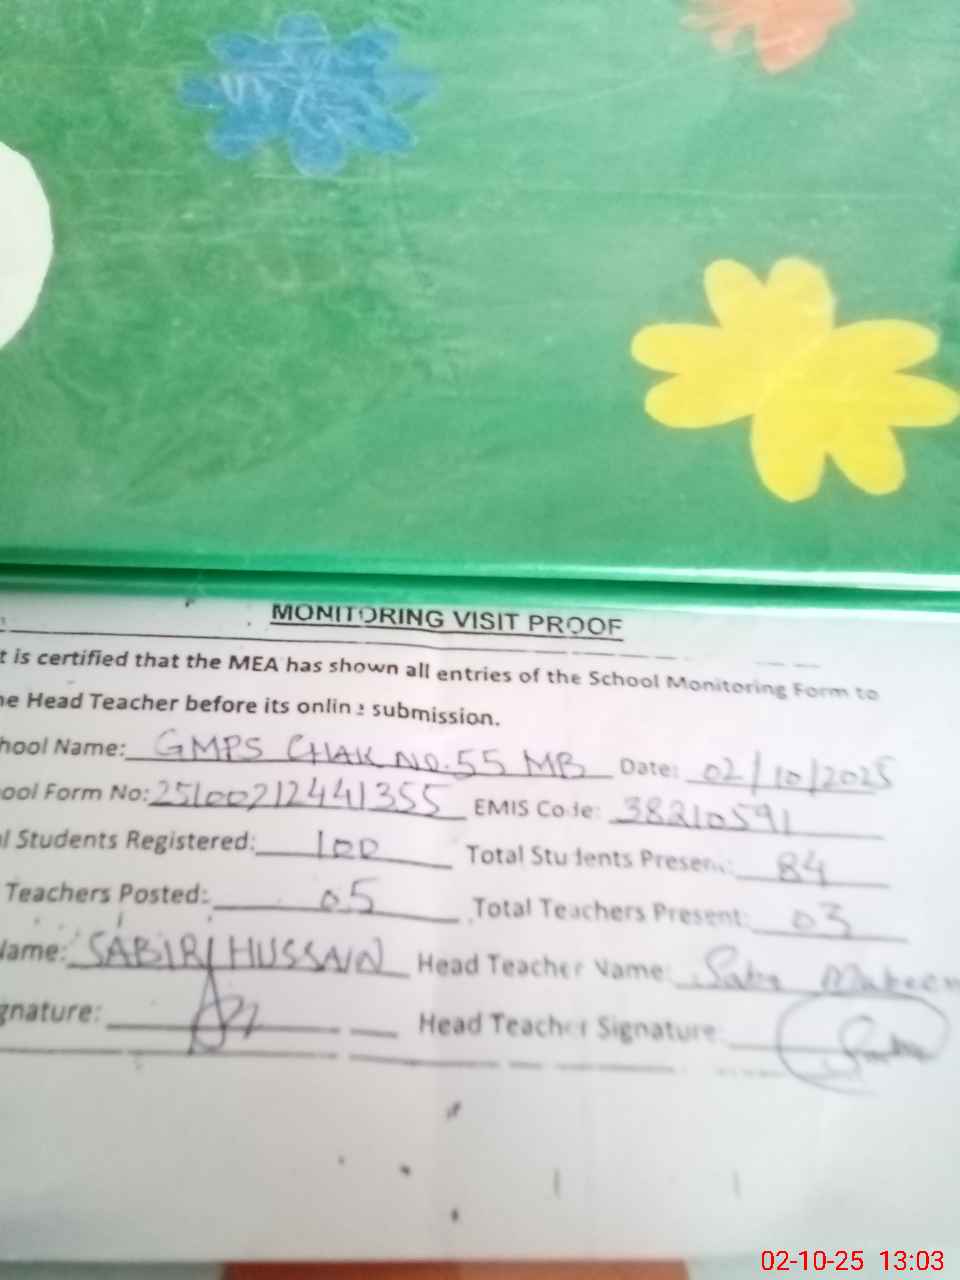 MONITORING VISIT PROOF
t is certified that the MEA has shown all entries of the School Monitoring Form to
he Head Teacher before its online submission.
hool Name: GMPS CHAK NO. 55 MB Date: 02/10/2025
ool Form No: 25100212441355 EMIS Code: 38210591
l Students Registered: 100 Total Students Present: 84
Teachers Posted: 05 Total Teachers Present: 03
Name: SABIR HUSSAIN Head Teacher Name:
gnature: Head Teacher Signature:
02-10-25 13:03